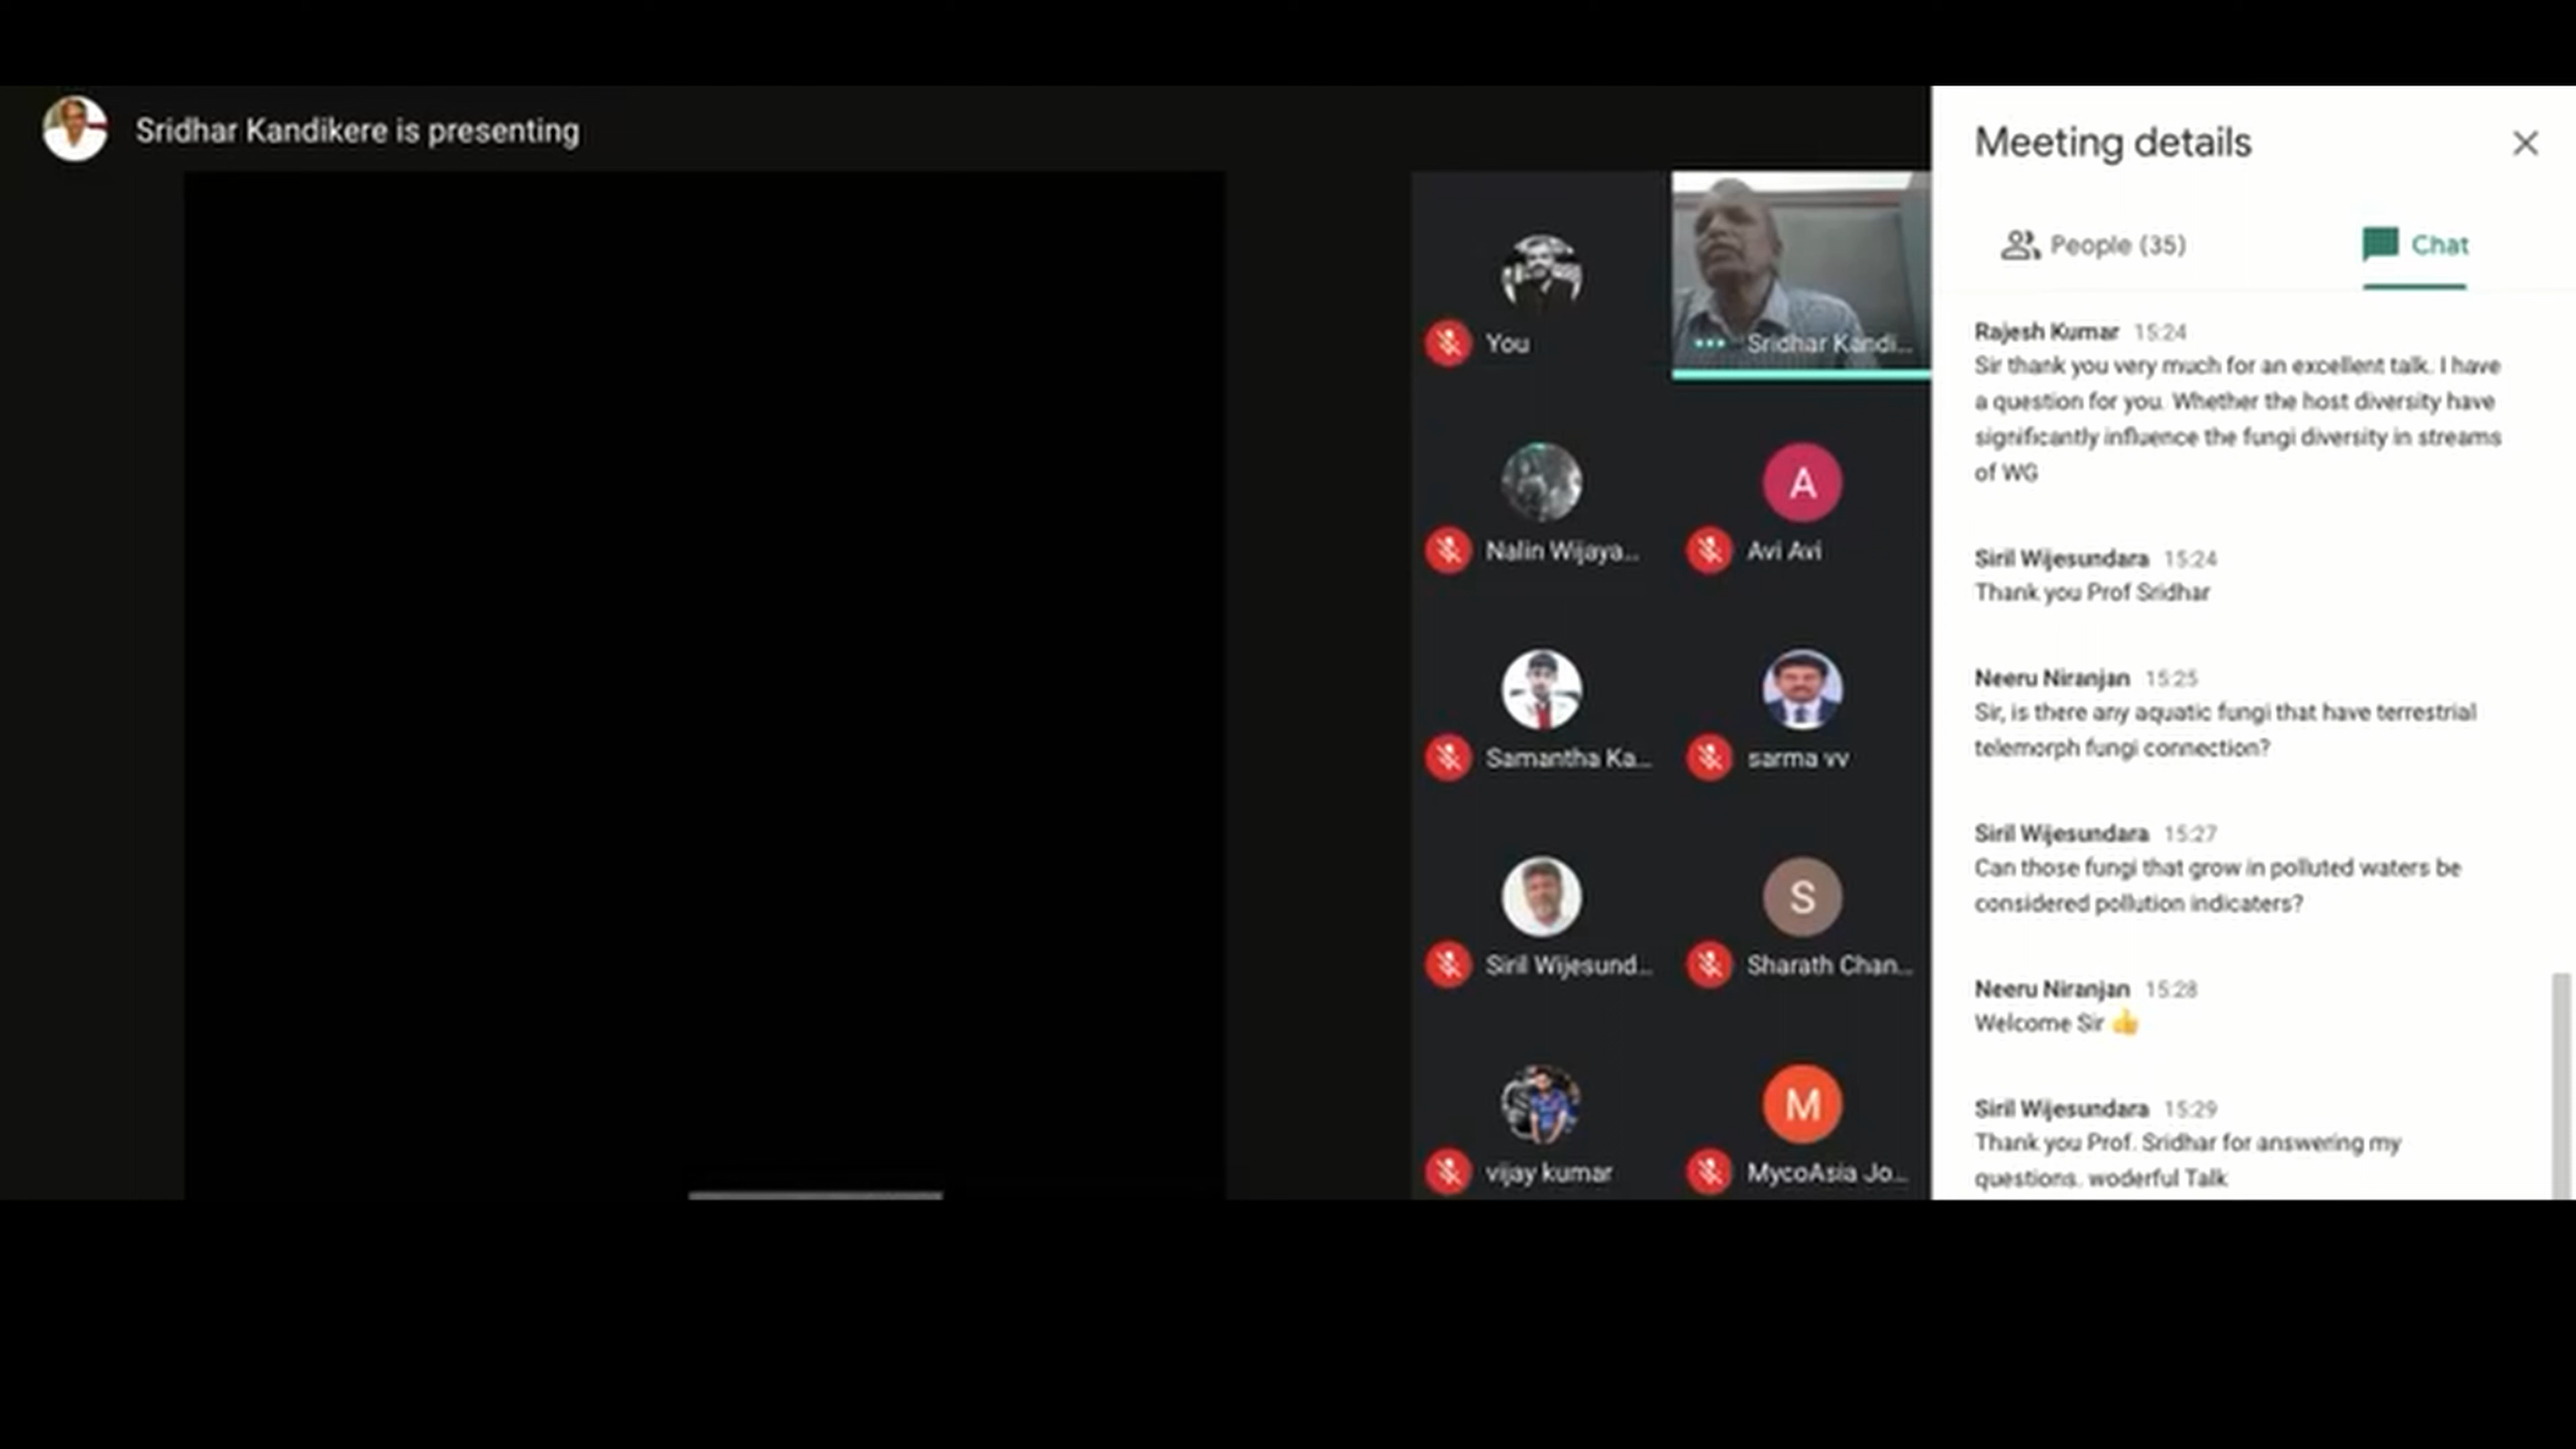 Sridhar Kandikere is presenting
You
Sridhar Kandi...
Nalin Wijaya...
Avi Avi
Samantha Ka...
sarma vv
Siril Wijesund...
S
Sharath Chan...
A
vijay kumar
M
MycoAsia Jo...
Meeting details
People (35)
Chat
Rajesh Kumar 15:24
Sir thank you very much for an excellent talk. I have
a question for you. Whether the host diversity have
significantly influence the fungi diversity in streams
of WG
Siril Wijesundara 15:24
Thank you Prof Sridhar
Neeru Niranjan 15:25
Sir, is there any aquatic fungi that have terrestrial
telemorph fungi connection?
Siril Wijesundara 15:27
Can those fungi that grow in polluted waters be
considered pollution indicaters?
Neeru Niranjan 15:28
Welcome Sir 👍
Siril Wijesundara 15:29
Thank you Prof. Sridhar for answering my
questions. woderful Talk